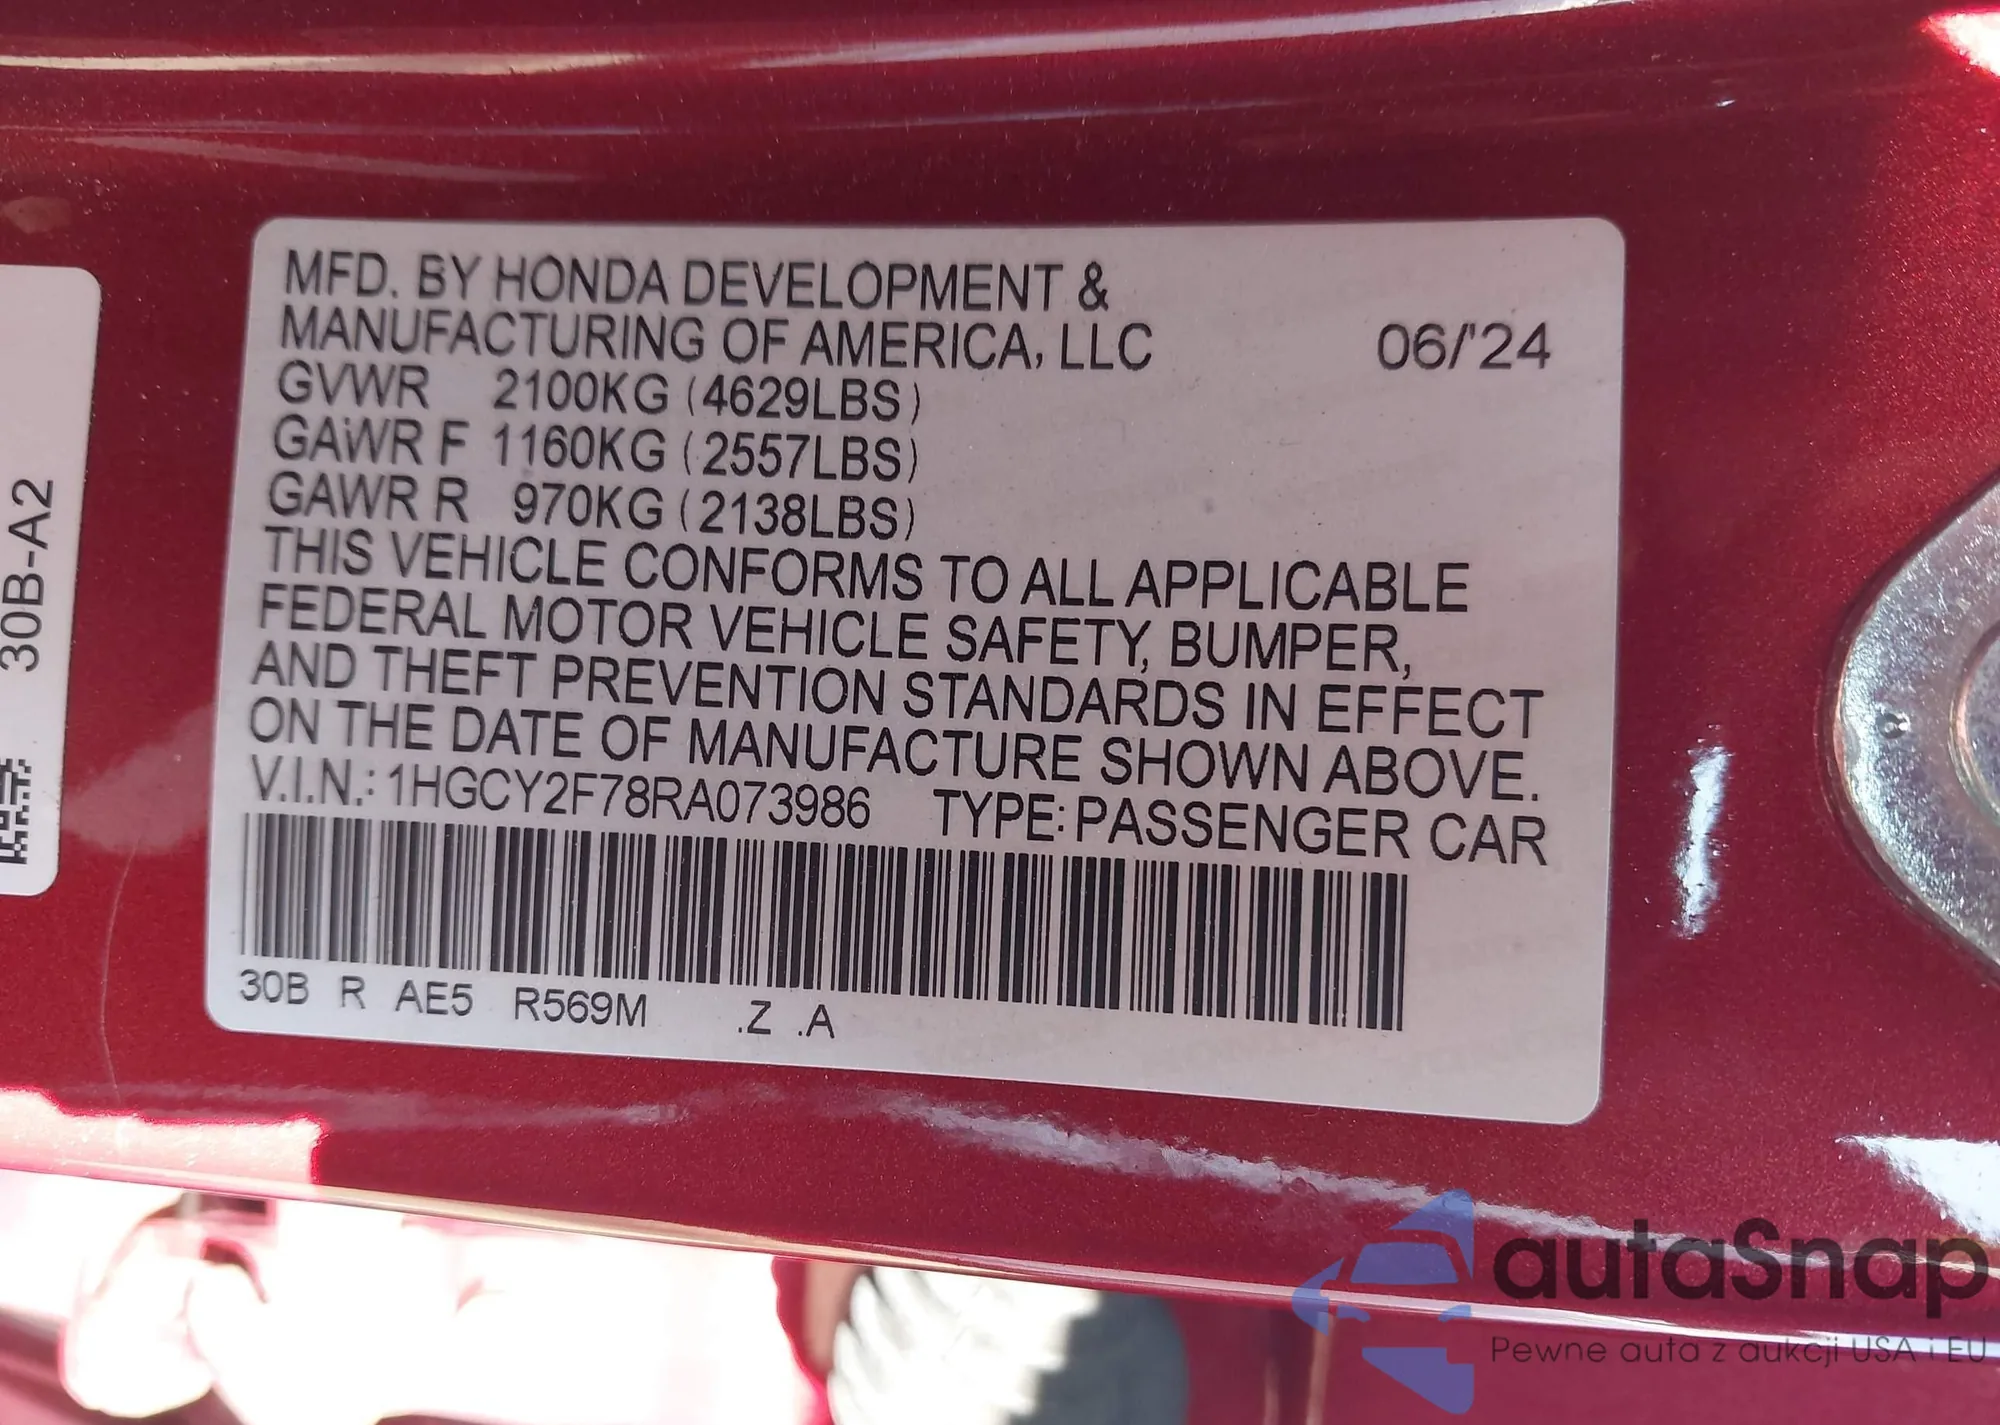 MFD. BY HONDA DEVELOPMENT &
MANUFACTURING OF AMERICA, LLC 06/'24
GVWR 2100KG (4629LBS)
GAWR F 1160KG (2557LBS)
GAWR R 970KG (2138LBS)
THIS VEHICLE CONFORMS TO ALL APPLICABLE
FEDERAL MOTOR VEHICLE SAFETY, BUMPER,
AND THEFT PREVENTION STANDARDS IN EFFECT
ON THE DATE OF MANUFACTURE SHOWN ABOVE.
V.I.N.: 1HGCY2F78RA073986 TYPE: PASSENGER CAR
30B R AE5 R569M .Z .A
30B-A2
autaSnap
Pewne auta z aukcji USA i EU